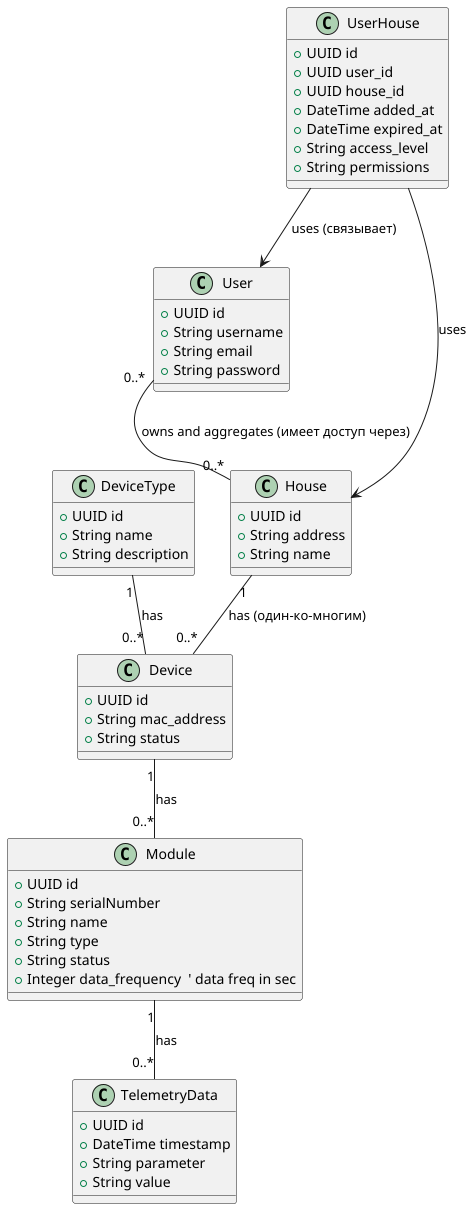 C UserHouse
UUID id
UUID user_id
UUID house_id
DateTime added_at
DateTime expired_at
String access_level
String permissions
uses (связывает)
uses
C User
UUID id
String username
String email
String password
0..*
owns and aggregates (имеет доступ через)
0..*
C DeviceType
UUID id
String name
String description
C House
UUID id
String address
String name
1
has
0..*
1
has (один-ко-многим)
0..*
C Device
UUID id
String mac_address
String status
1
has
0..*
C Module
UUID id
String serialNumber
String name
String type
String status
Integer data_frequency ' data freq in sec
1
has
0..*
C TelemetryData
UUID id
DateTime timestamp
String parameter
String value